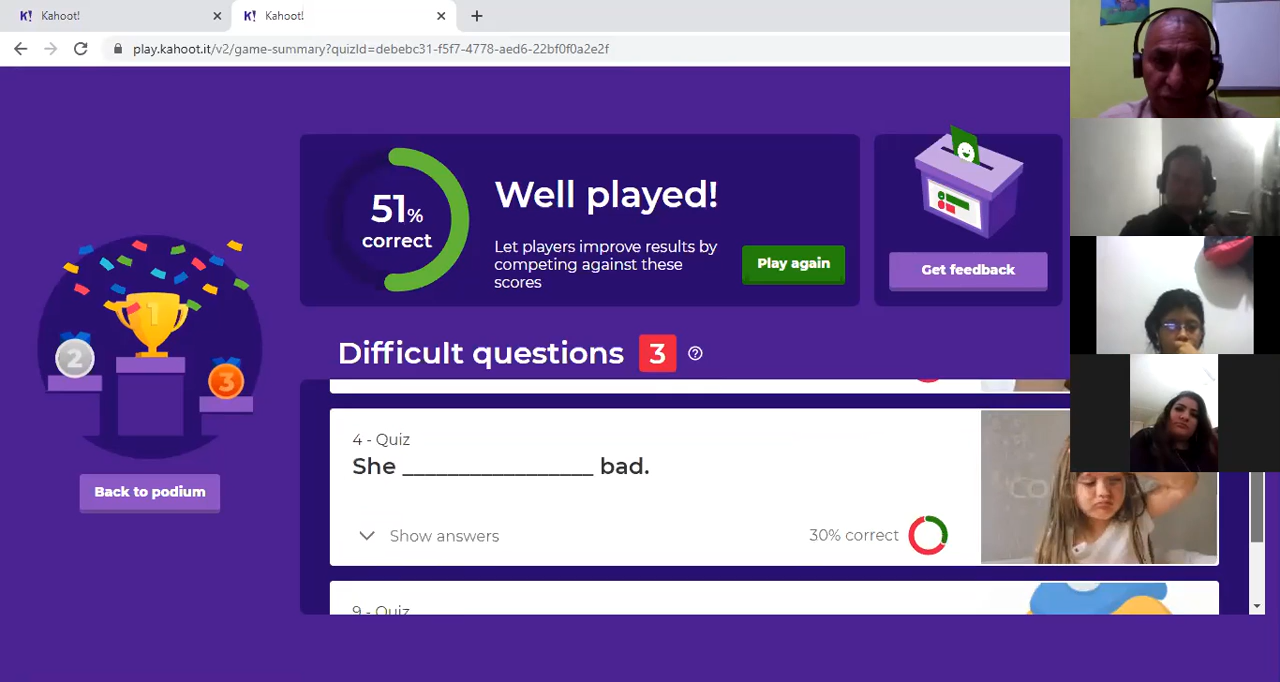 K! Kahoot!
K! Kahoot!
play.kahoot.it/v2/game-summary?quizId=debebc31-f5f7-4778-aed6-22bf0f0a2e2f
51%
correct
Well played!
Let players improve results by
competing against these
scores
Play again
Get feedback
1
2
3
Back to podium
Difficult questions 3
4 - Quiz
She _________________ bad.
Show answers
30% correct
9 - Quiz